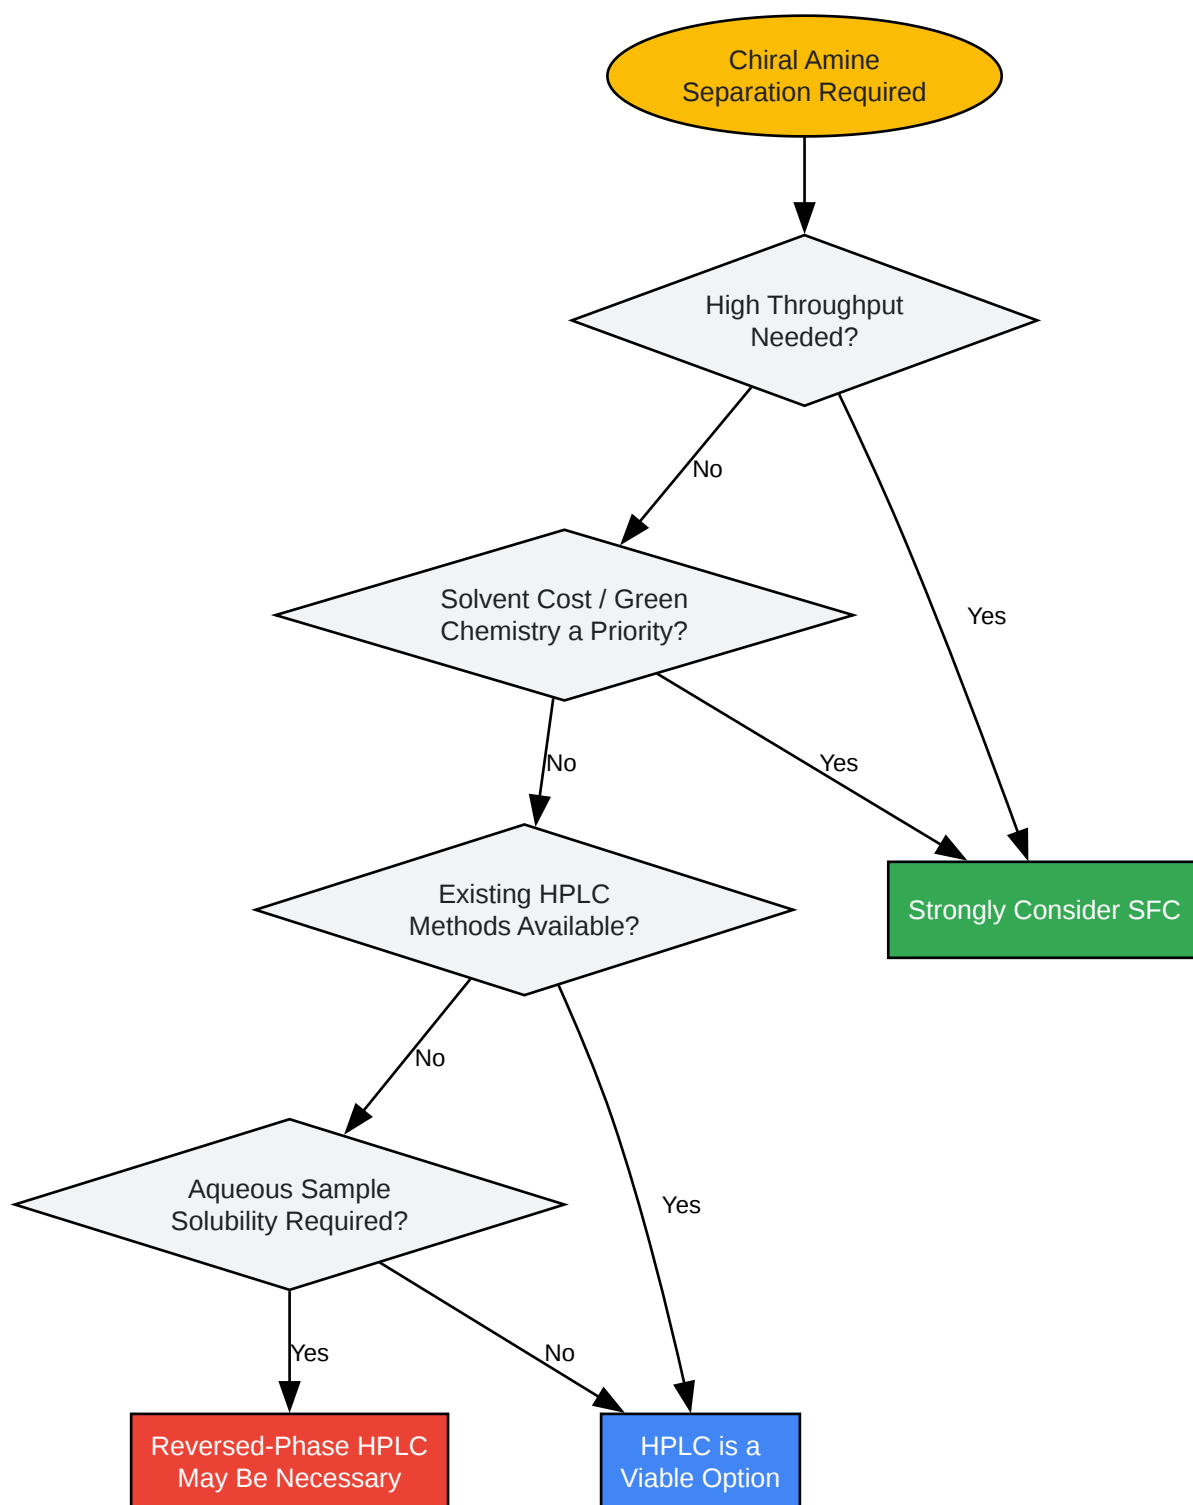 Chiral Amine
Separation Required
High Throughput
Needed?
No
Yes
Solvent Cost / Green
Chemistry a Priority?
No
Yes
Existing HPLC
Methods Available?
Strongly Consider SFC
No
Yes
Aqueous Sample
Solubility Required?
Yes
No
Reversed-Phase HPLC
May Be Necessary
HPLC is a
Viable Option